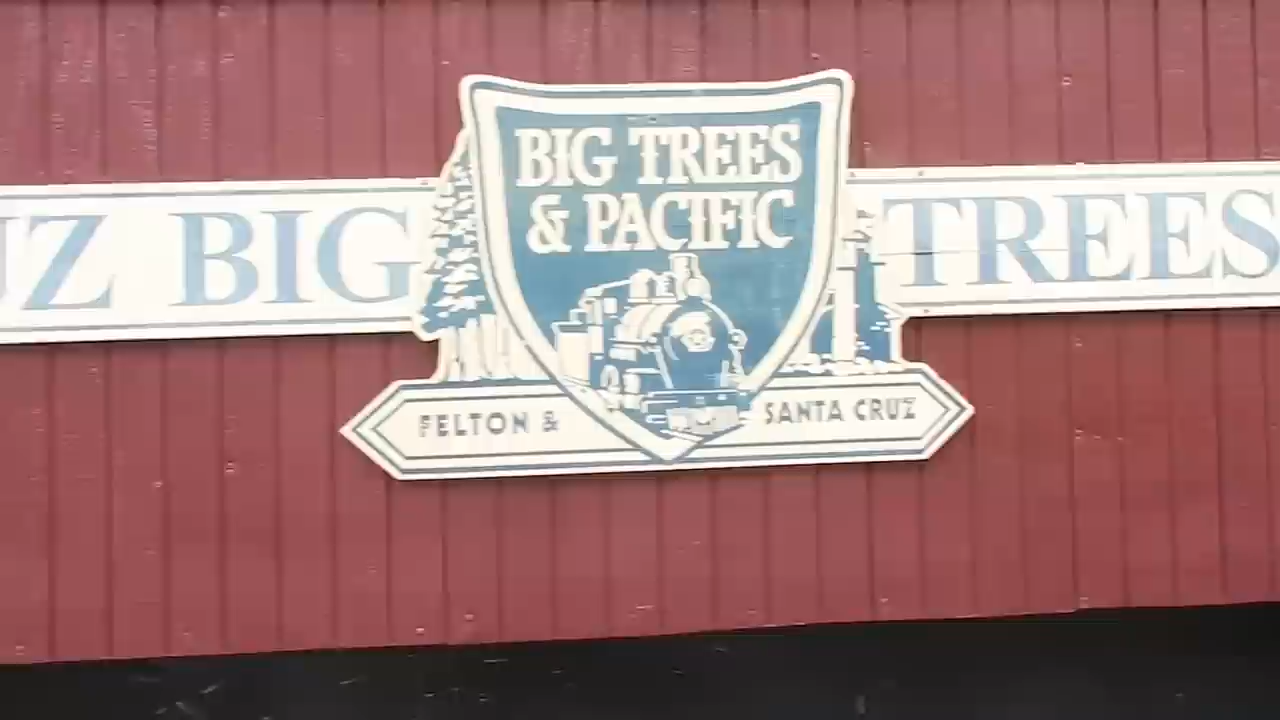 UZ BIG TREES
BIG TREES
& PACIFIC
FELTON & SANTA CRUZ